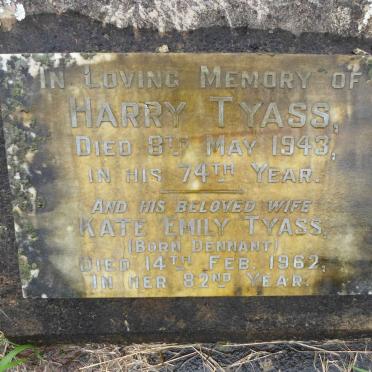 In Loving Memory of
Harry Tyass,
Died 8th May 1943,
in his 74th Year.
And his beloved wife
Kate Emily Tyass,
(Born Dennant)
Died 14th Feb. 1962,
In her 82nd Year.